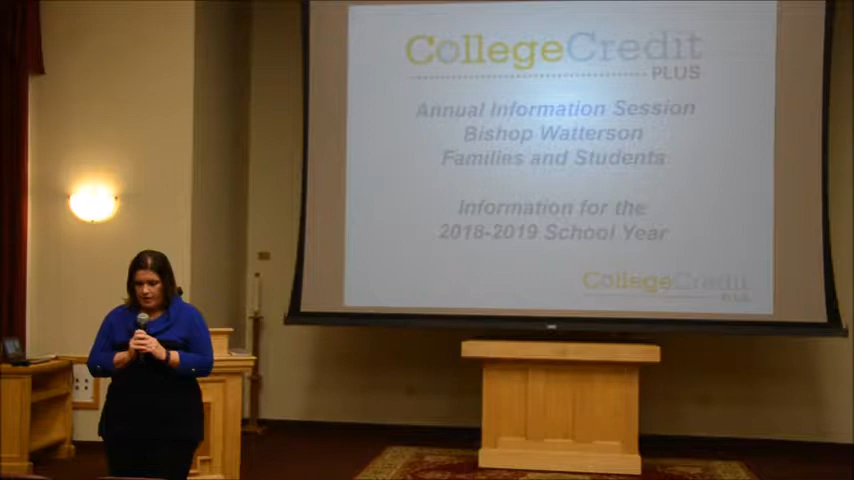 CollegeCredit
PLUS
Annual Information Session
Bishop Watterson
Families and Students
Information for the
2018-2019 School Year
CollegeCredit
PLUS